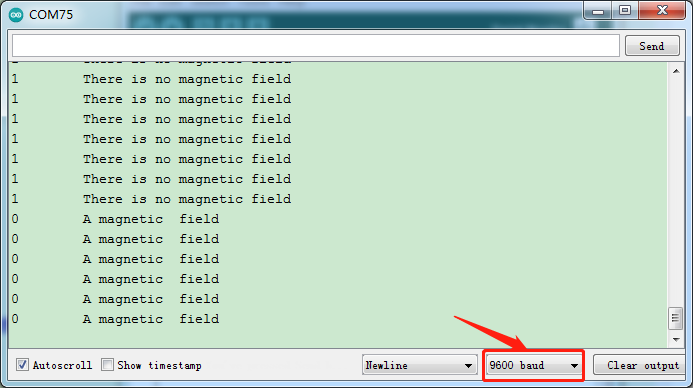 COM75
Send
1 There is no magnetic field
1 There is no magnetic field
1 There is no magnetic field
1 There is no magnetic field
1 There is no magnetic field
1 There is no magnetic field
1 There is no magnetic field
0 A magnetic  field
0 A magnetic  field
0 A magnetic  field
0 A magnetic  field
0 A magnetic  field
0 A magnetic  field
Autoscroll Show timestamp Newline 9600 baud Clear output